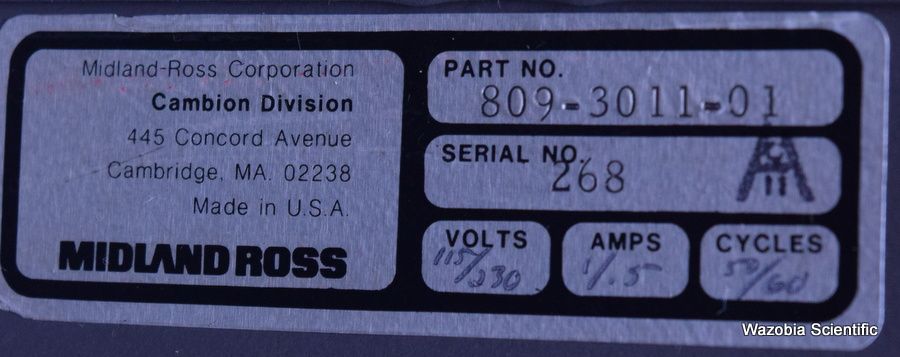 Midland-Ross Corporation
Cambion Division
445 Concord Avenue
Cambridge, MA. 02238
Made in U.S.A.
MIDLAND ROSS
PART NO.
809-3011-01
SERIAL NO.
268
VOLTS
115/230
AMPS
1/.5
CYCLES
50/60
Wazobia Scientific